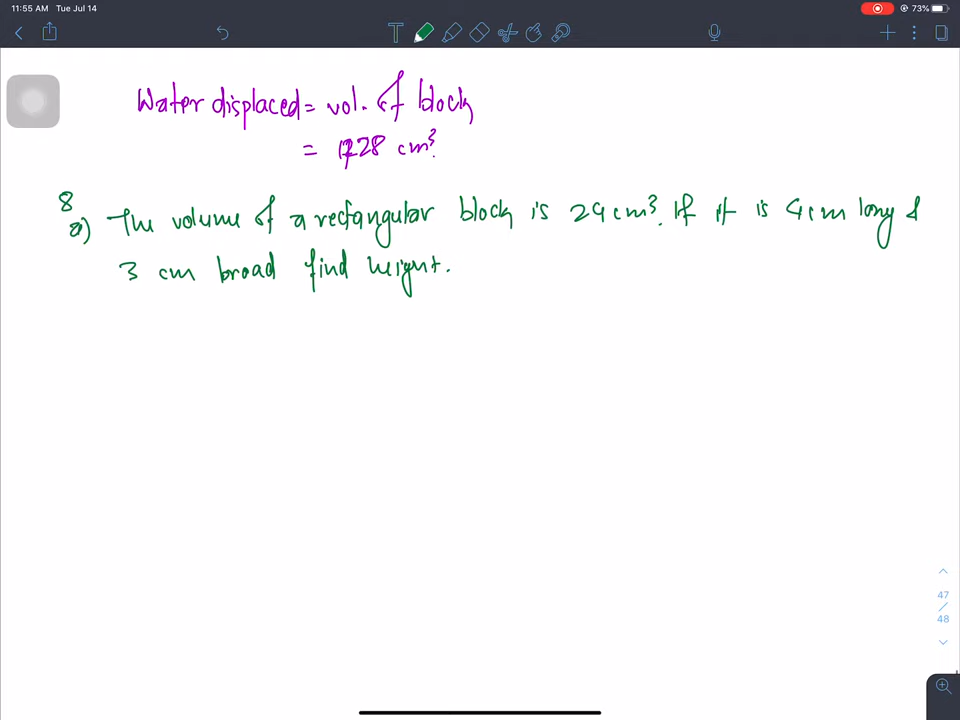 11:55 AM Tue Jul 14
73%
Water displaced = vol. of block
= 1728 cm³.
8
a) The volume of a rectangular block is 24 cm³. If it is 4 cm long &
3 cm broad find height.
47
/
48